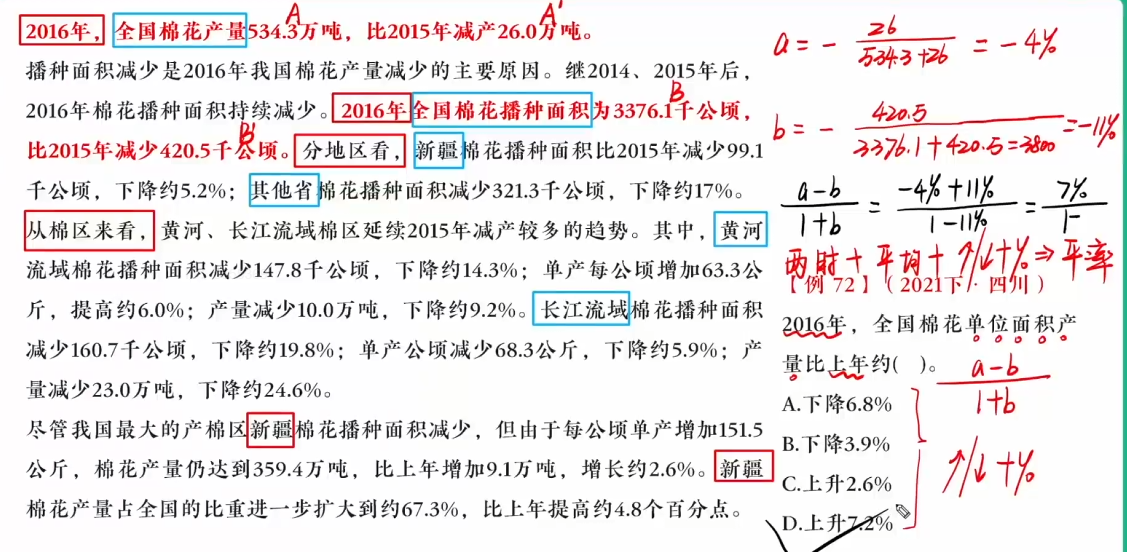 A A'
2016年，全国棉花产量534.3万吨，比2015年减产26.0万吨。
播种面积减少是2016年我国棉花产量减少的主要原因。继2014、2015年后，
2016年棉花播种面积持续减少。2016年全国棉花播种面积为3376.1千公顷，
B
比2015年减少420.5千公顷。分地区看，新疆棉花播种面积比2015年减少99.1
B'
千公顷，下降约5.2%；其他省棉花播种面积减少321.3千公顷，下降约17%。
从棉区来看，黄河、长江流域棉区延续2015年减产较多的趋势。其中，黄河
流域棉花播种面积减少147.8千公顷，下降约14.3%；单产每公顷增加63.3公
斤，提高约6.0%；产量减少10.0万吨，下降约9.2%。长江流域棉花播种面积
减少160.7千公顷，下降约19.8%；单产公顷减少68.3公斤，下降约5.9%；产
量减少23.0万吨，下降约24.6%。
尽管我国最大的产棉区新疆棉花播种面积减少，但由于每公顷单产增加151.5
公斤，棉花产量仍达到359.4万吨，比上年增加9.1万吨，增长约2.6%。新疆
棉花产量占全国的比重进一步扩大到约67.3%，比上年提高约4.8个百分点。
a = - 26/534.3+26 = -4%
b = - 420.5/3376.1+420.5=3800 = -11%
a-b/1+b = -4%+11%/1-11% = 7%/1-
两时+平均+↑/↓+%⇒平率
【例 72】（2021下·四川）
2016年，全国棉花单位面积产
量比上年约( )。
a-b/1+b
A.下降6.8%
B.下降3.9%
C.上升2.6%
D.上升7.2%
↑/↓+%